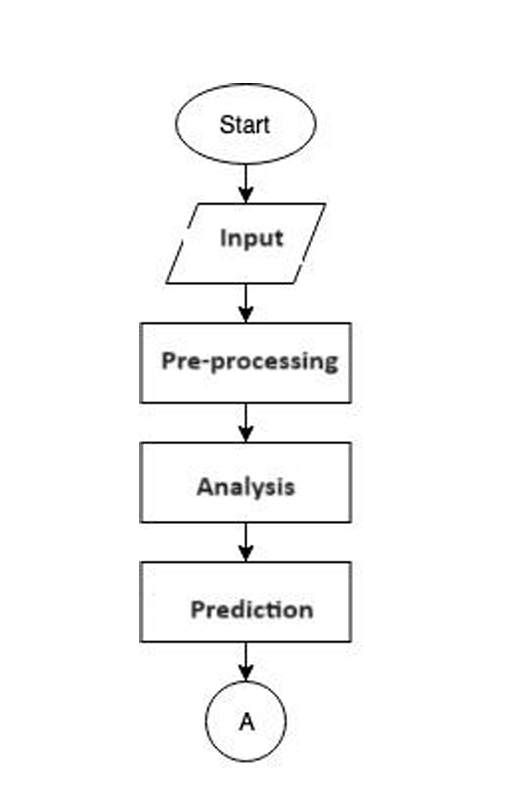 Start
Input
Pre-processing
Analysis
Prediction
A